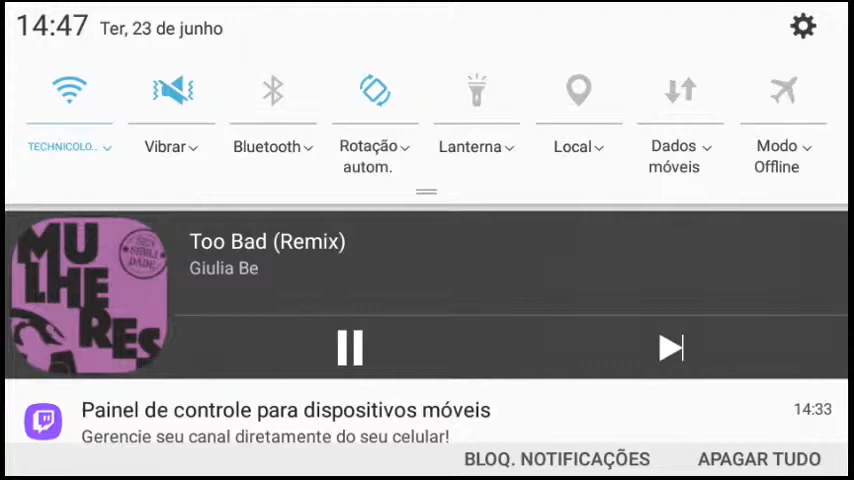 14:47 Ter, 23 de junho
TECHNICOLO...
Vibrar
Bluetooth
Rotação
autom.
Lanterna
Local
Dados
móveis
Modo
Offline
MU
LHE
RES
SIBILI
DADE
Too Bad (Remix)
Giulia Be
Painel de controle para dispositivos móveis
14:33
Gerencie seu canal diretamente do seu celular!
BLOQ. NOTIFICAÇÕES
APAGAR TUDO